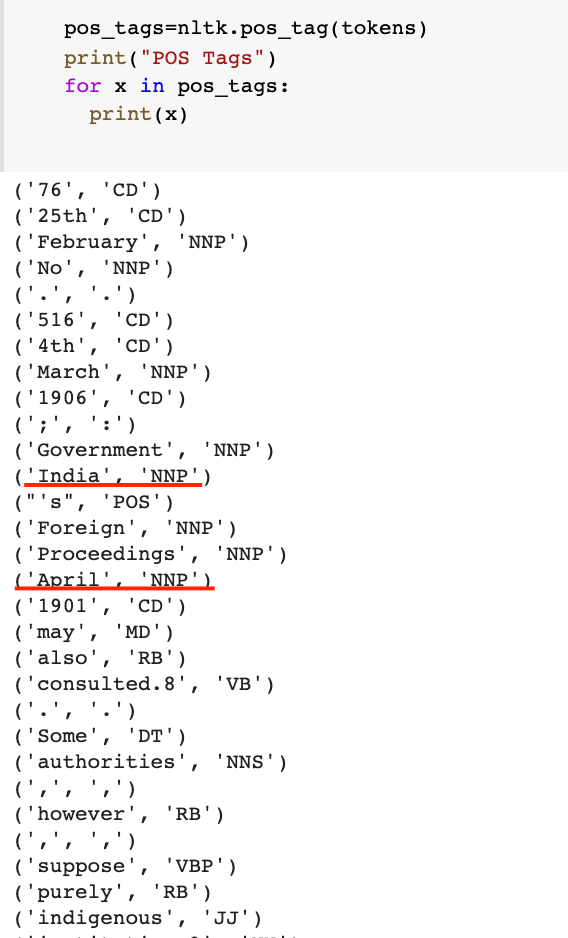 pos_tags=nltk.pos_tag(tokens)
print("POS Tags")
for x in pos_tags:
print(x)
('76', 'CD')
('25th', 'CD')
('February', 'NNP')
('No', 'NNP')
('.', '.')
('516', 'CD')
('4th', 'CD')
('March', 'NNP')
('1906', 'CD')
(';', ':')
('Government', 'NNP')
('India', 'NNP')
("'s", 'POS')
('Foreign', 'NNP')
('Proceedings', 'NNP')
('April', 'NNP')
('1901', 'CD')
('may', 'MD')
('also', 'RB')
('consulted.8', 'VB')
('.', '.')
('Some', 'DT')
('authorities', 'NNS')
(',', ',')
('however', 'RB')
(',', ',')
('suppose', 'VBP')
('purely', 'RB')
('indigenous', 'JJ')